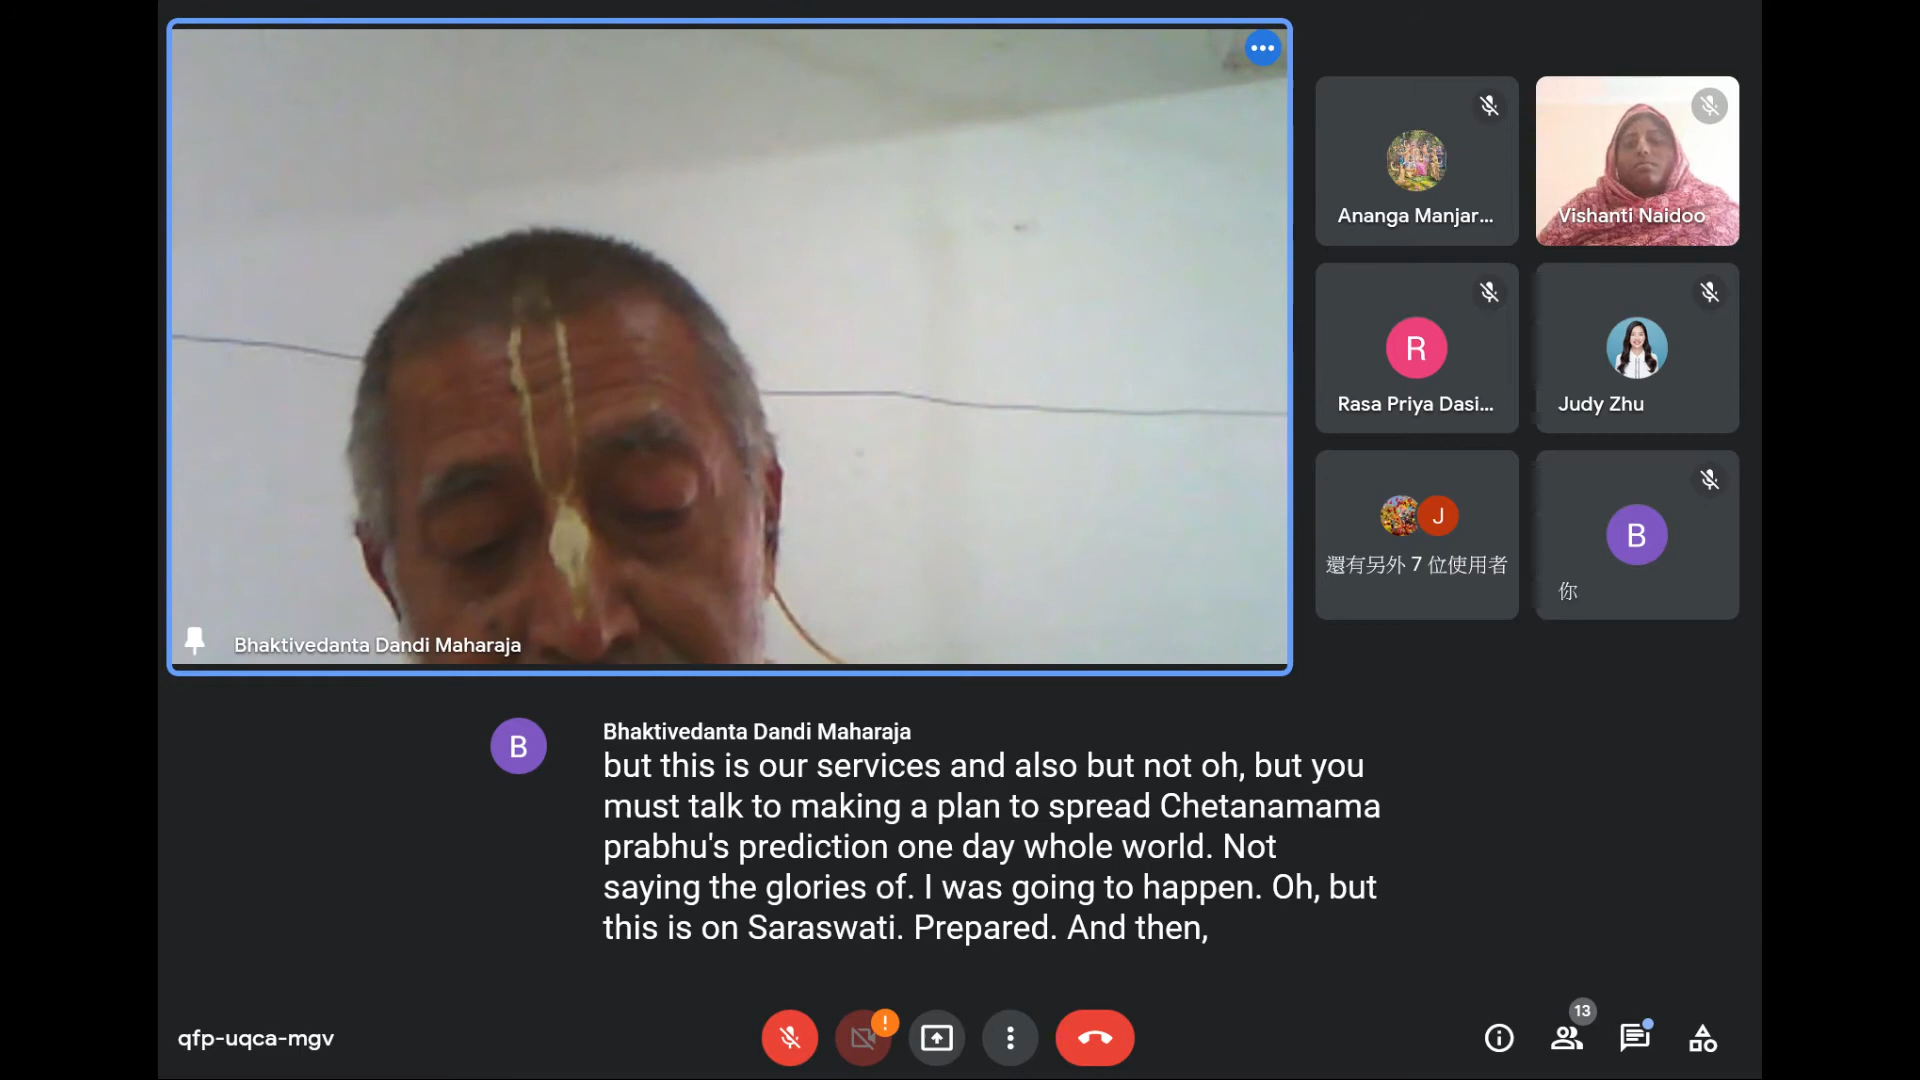 Bhaktivedanta Dandi Maharaja
Ananga Manjar...
Vishanti Naidoo
R
Rasa Priya Dasi...
Judy Zhu
J
還有另外 7 位使用者
B
你
B
Bhaktivedanta Dandi Maharaja
but this is our services and also but not oh, but you
must talk to making a plan to spread Chetanamama
prabhu's prediction one day whole world. Not
saying the glories of. I was going to happen. Oh, but
this is on Saraswati. Prepared. And then,
qfp-uqca-mgv
!
13